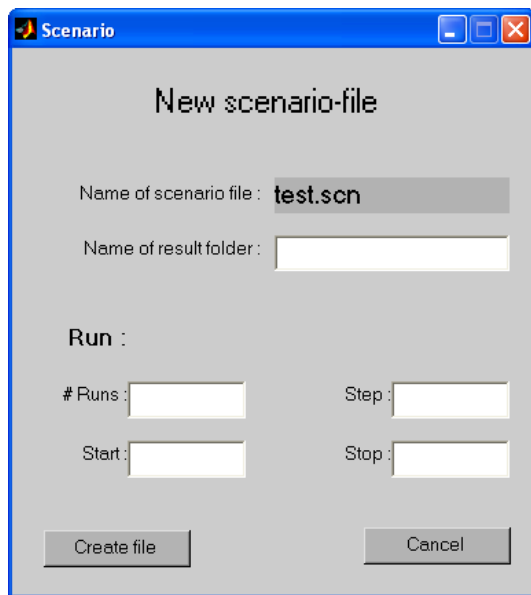 Scenario
New scenario-file
Name of scenario file : test.scn
Name of result folder :
Run :
# Runs : Step :
Start : Stop :
Create file Cancel